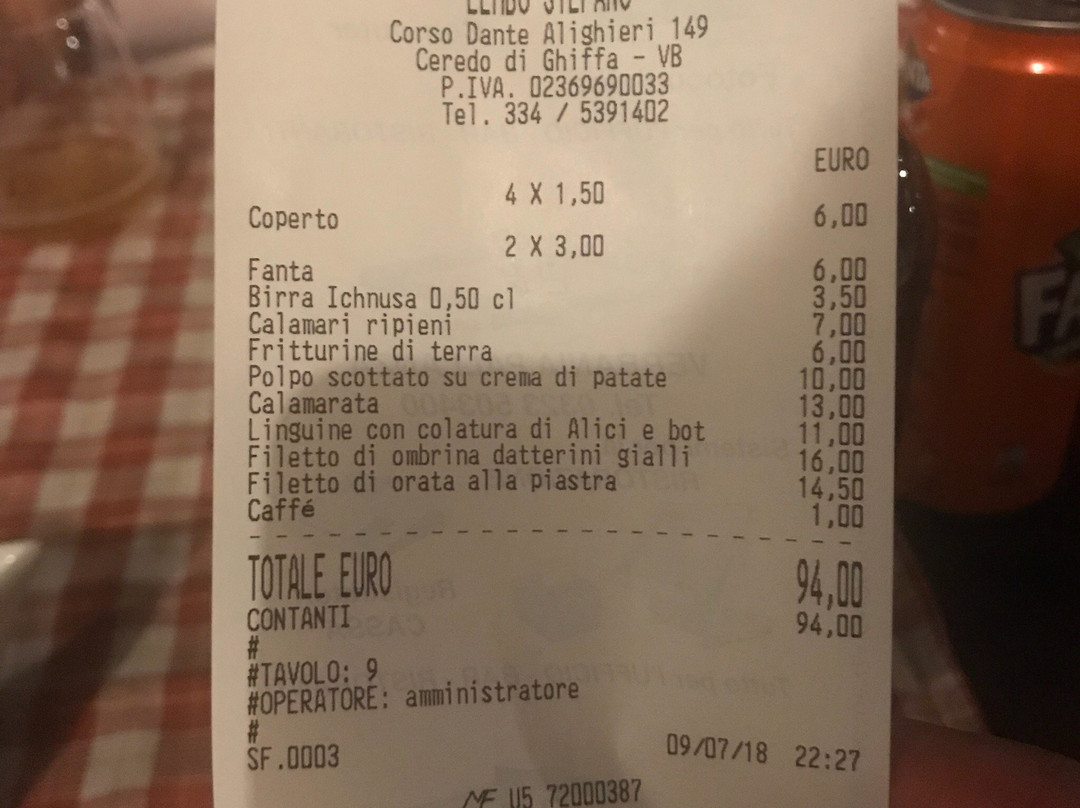 Corso Dante Alighieri 149
Ceredo di Ghiffa - VB
P.IVA. 02369690033
Tel. 334 / 5391402
EURO
4 X 1,50
Coperto 6,00
2 X 3,00
Fanta 6,00
Birra Ichnusa 0,50 cl 3,50
Calamari ripieni 7,00
Fritturine di terra 6,00
Polpo scottato su crema di patate 10,00
Calamarata 13,00
Linguine con colatura di Alici e bot 11,00
Filetto di ombrina datterini gialli 16,00
Filetto di orata alla piastra 14,50
Caffé 1,00
TOTALE EURO 94,00
CONTANTI 94,00
#
#TAVOLO: 9
#OPERATORE: amministratore
#
SF.0003 09/07/18 22:27
MF U5 72000387
FA